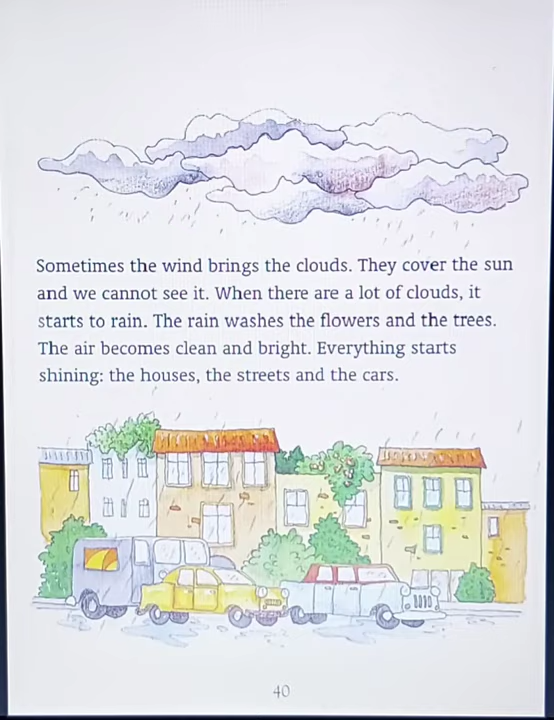 Sometimes the wind brings the clouds. They cover the sun
and we cannot see it. When there are a lot of clouds, it
starts to rain. The rain washes the flowers and the trees.
The air becomes clean and bright. Everything starts
shining: the houses, the streets and the cars.
40